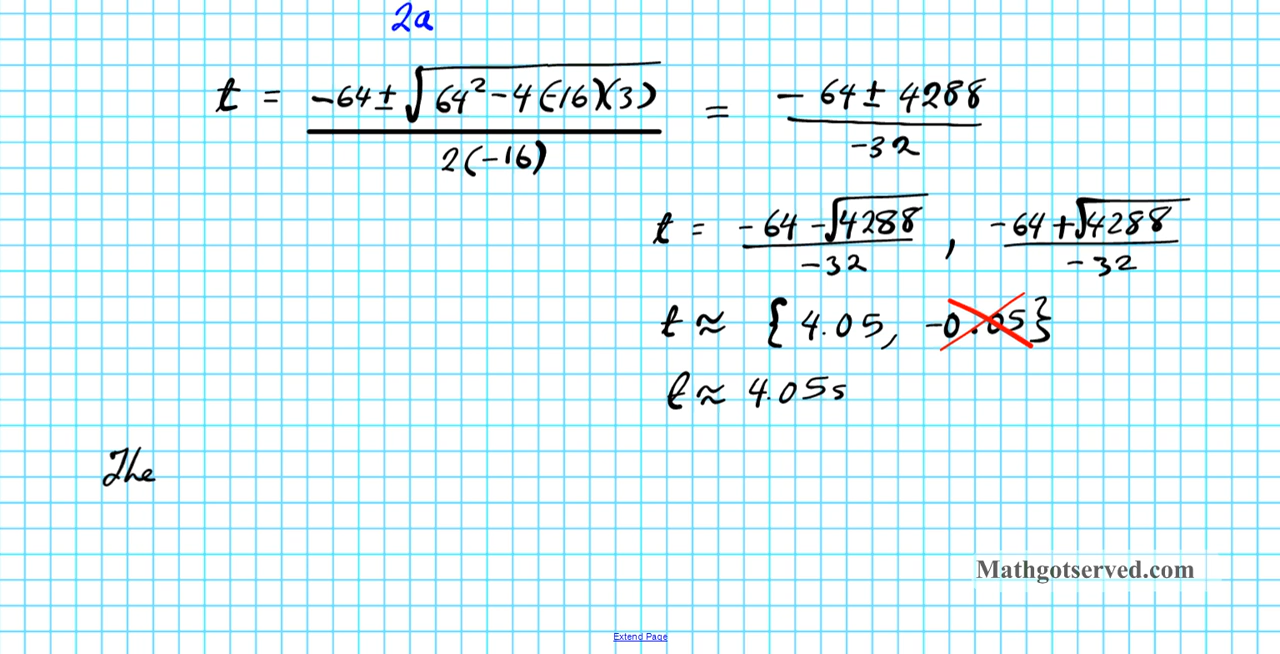 2a
t = -64 ± √64² - 4(-16)(3) / 2(-16) = -64 ± 4288 / -32
t = -64 - √4288 / -32 , -64 + √4288 / -32
t ≈ { 4.05, -0.05}
t ≈ 4.05s
The
Mathgotserved.com
Extend Page